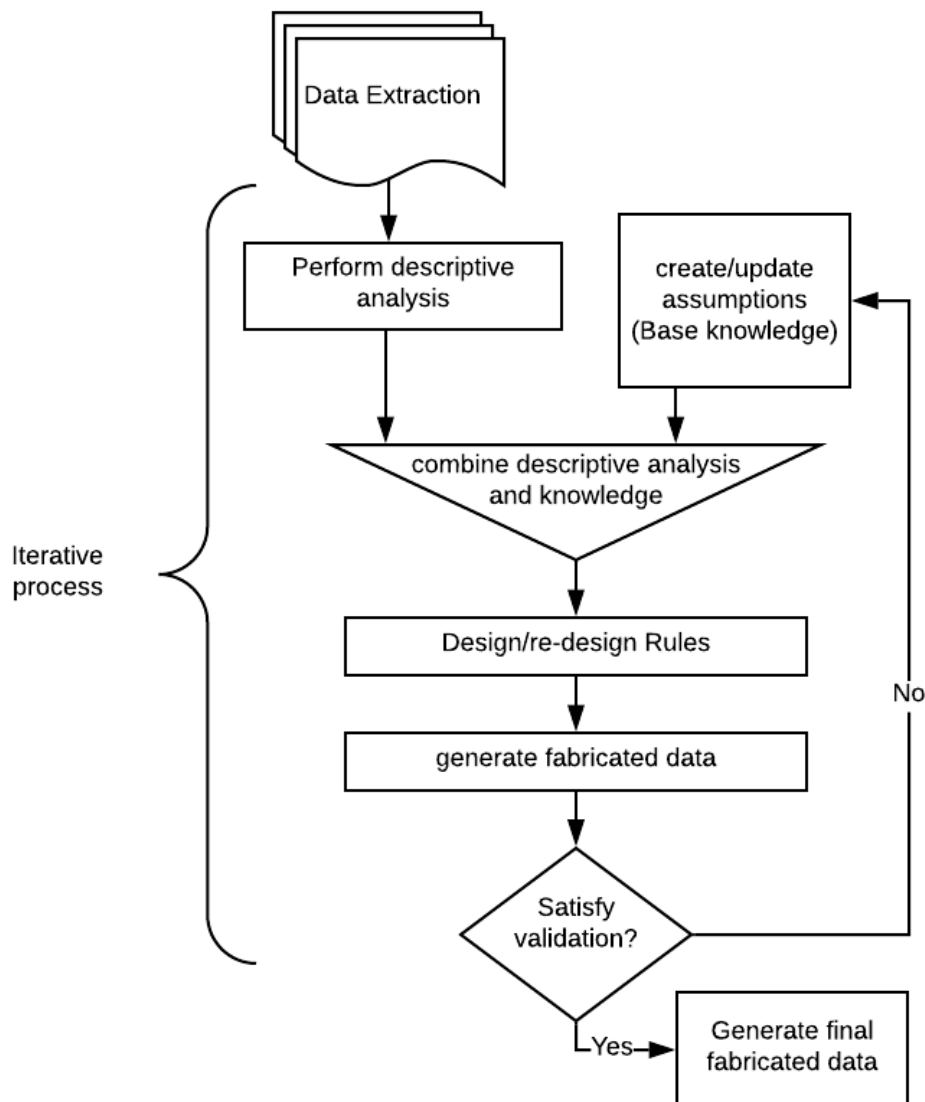 Data Extraction
Perform descriptive
analysis
create/update
assumptions
(Base knowledge)
combine descriptive analysis
and knowledge
Iterative
process
Design/re-design Rules
No
generate fabricated data
Satisfy
validation?
Yes
Generate final
fabricated data